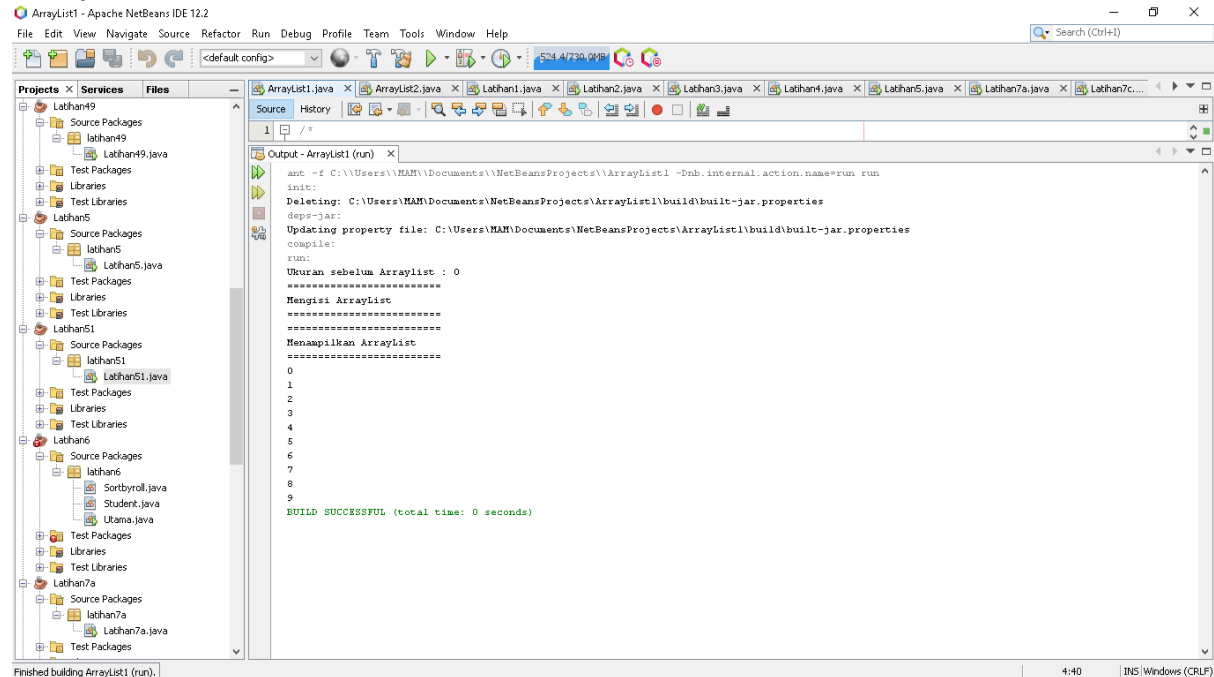 ArrayList1 - Apache NetBeans IDE 12.2
File Edit View Navigate Source Refactor Run Debug Profile Team Tools Window Help
Search (Ctrl+I)
<default config>
524.4/730.0MB
Projects Services Files
ArrayList1.java ArrayList2.java Latihan1.java Latihan2.java Latihan3.java Latihan4.java Latihan5.java Latihan7a.java Latihan7c....
Source History
1 /*
Latihan49
Source Packages
latihan49
Latihan49.java
Test Packages
Libraries
Test Libraries
Latihan5
Source Packages
latihan5
Latihan5.java
Test Packages
Libraries
Test Libraries
Latihan51
Source Packages
latihan51
Latihan51.java
Test Packages
Libraries
Test Libraries
Latihan6
Source Packages
latihan6
Sortbyroll.java
Student.java
Utama.java
Test Packages
Libraries
Test Libraries
Latihan7a
Source Packages
latihan7a
Latihan7a.java
Test Packages
Output - ArrayList1 (run)
ant -f C:\\Users\\MAM\\Documents\\NetBeansProjects\\ArrayList1 -Dnb.internal.action.name=run run
init:
Deleting: C:\Users\MAM\Documents\NetBeansProjects\ArrayList1\build\built-jar.properties
deps-jar:
Updating property file: C:\Users\MAM\Documents\NetBeansProjects\ArrayList1\build\built-jar.properties
compile:
run:
Ukuran sebelum Arraylist : 0
=========================
Mengisi ArrayList
=========================
=========================
Menampilkan ArrayList
=========================
0
1
2
3
4
5
6
7
8
9
BUILD SUCCESSFUL (total time: 0 seconds)
Finished building ArrayList1 (run).
4:40 INS Windows (CRLF)